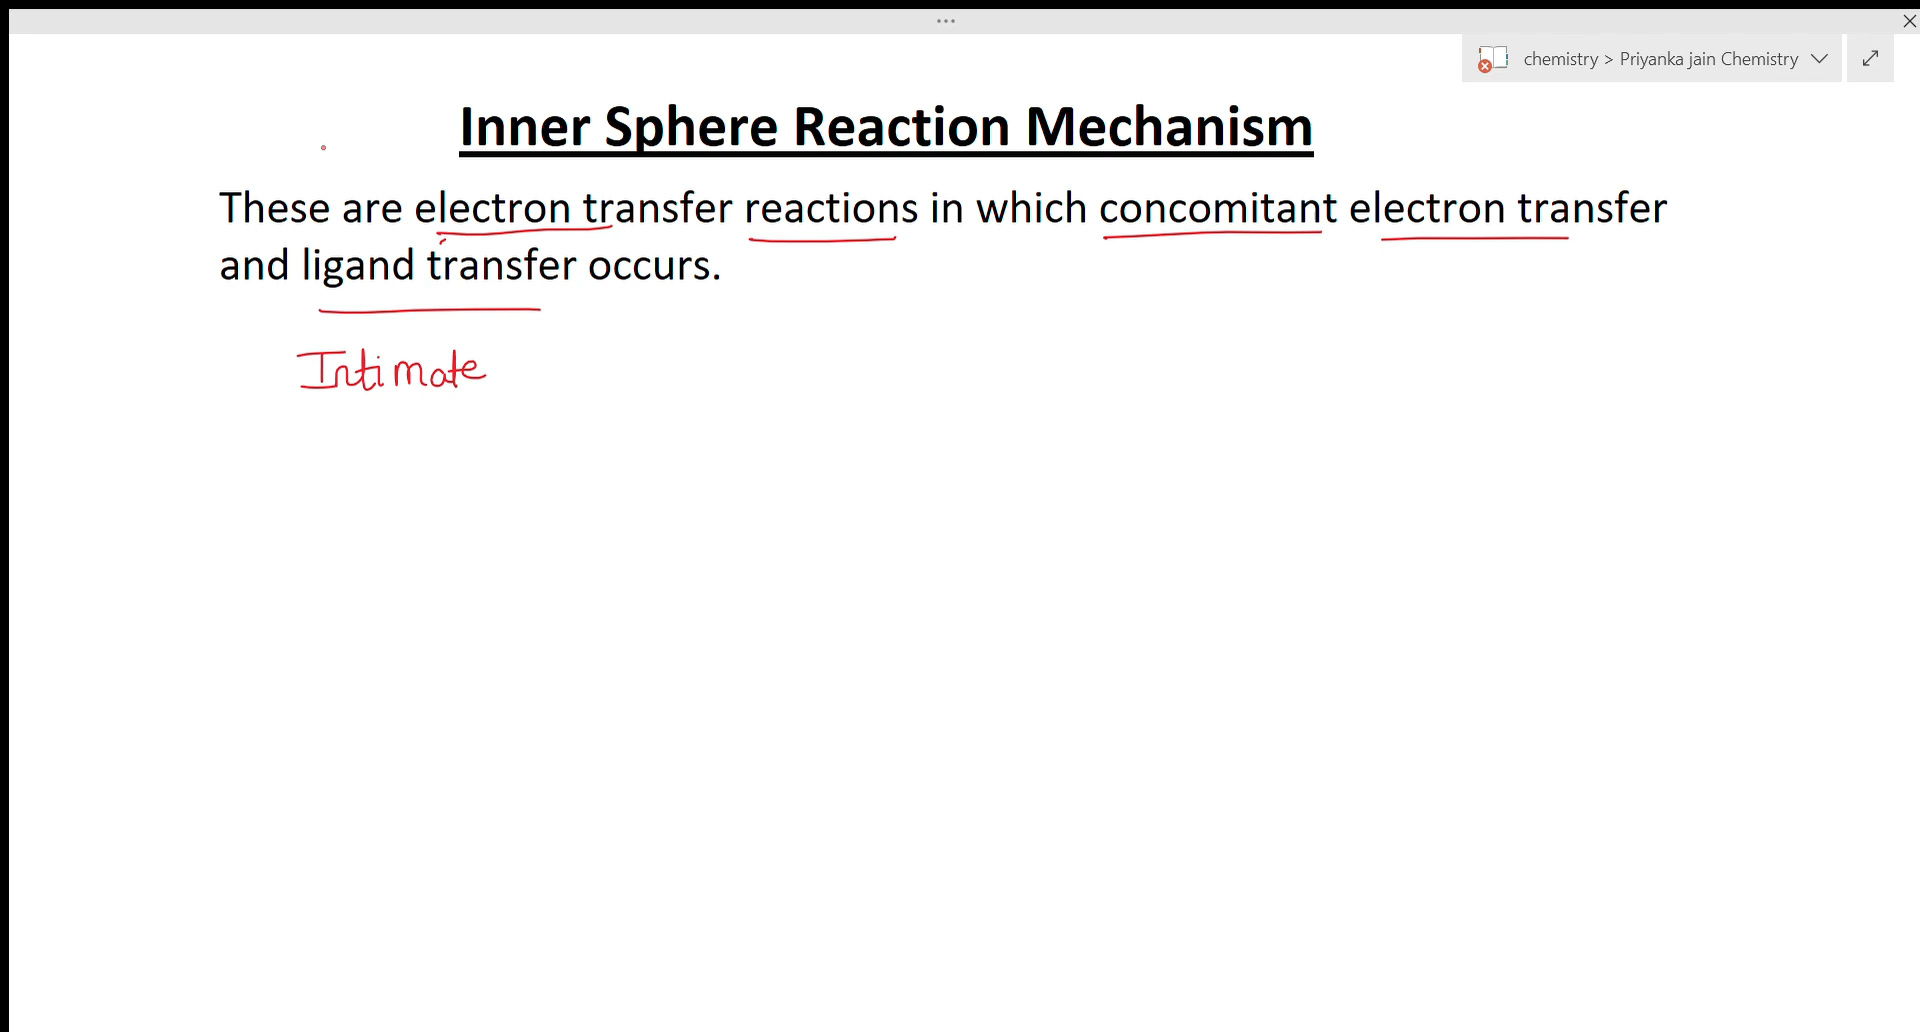 chemistry > Priyanka jain Chemistry
Inner Sphere Reaction Mechanism
These are electron transfer reactions in which concomitant electron transfer
and ligand transfer occurs.
Intimate